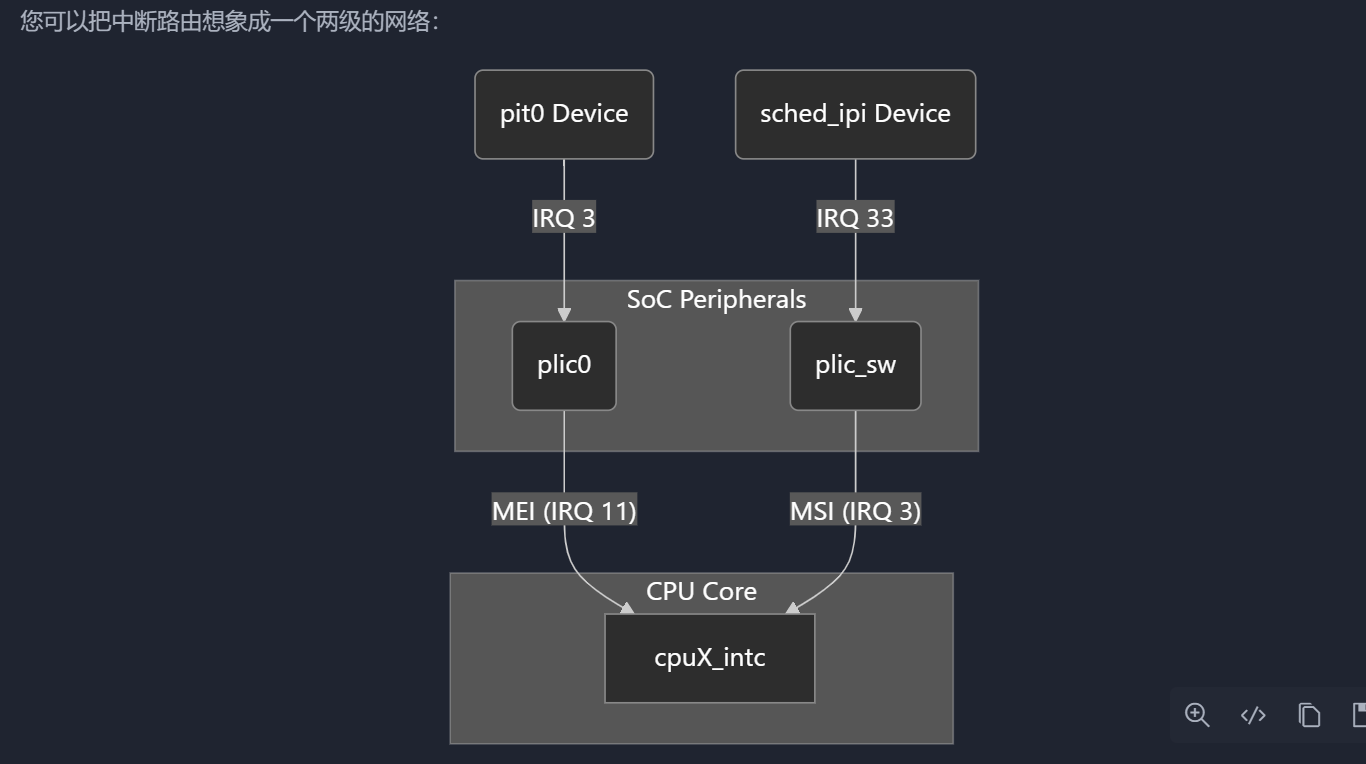 您可以把中断路由想象成一个两级的网络：
pit0 Device
sched_ipi Device
IRQ 3
IRQ 33
SoC Peripherals
plic0
plic_sw
MEI (IRQ 11)
MSI (IRQ 3)
CPU Core
cpuX_intc